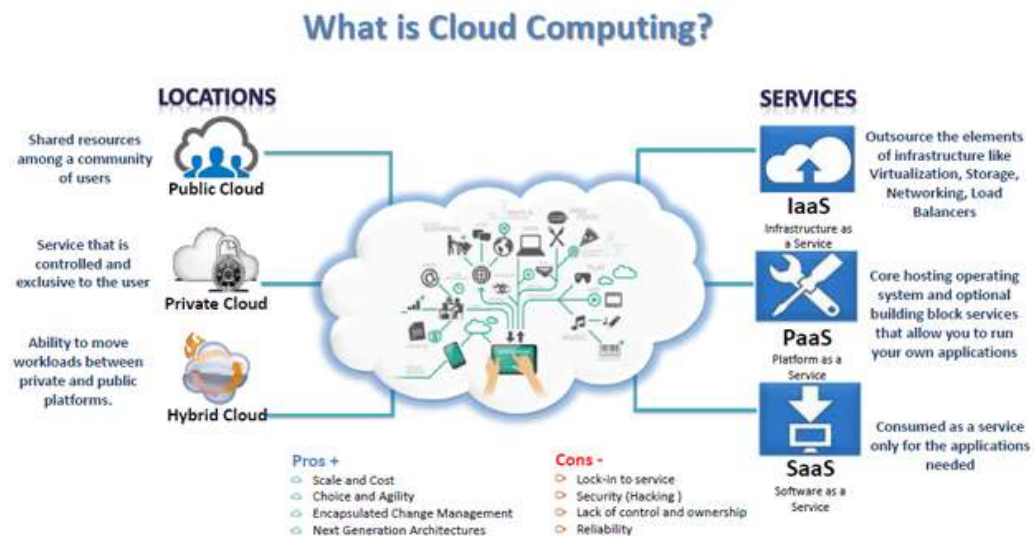 What is Cloud Computing?
LOCATIONS
Shared resources
among a community
of users
Public Cloud
Service that is
controlled and
exclusive to the user
Private Cloud
Ability to move
workloads between
private and public
platforms.
Hybrid Cloud
SERVICES
IaaS
Infrastructure as
a Service
Outsource the elements
of infrastructure like
Virtualization, Storage,
Networking, Load
Balancers
PaaS
Platform as a
Service
Core hosting operating
system and optional
building block services
that allow you to run
your own applications
SaaS
Software as a
Service
Consumed as a service
only for the applications
needed
Pros +
Scale and Cost
Choice and Agility
Encapsulated Change Management
Next Generation Architectures
Cons -
Lock-in to service
Security (Hacking )
Lack of control and ownership
Reliability